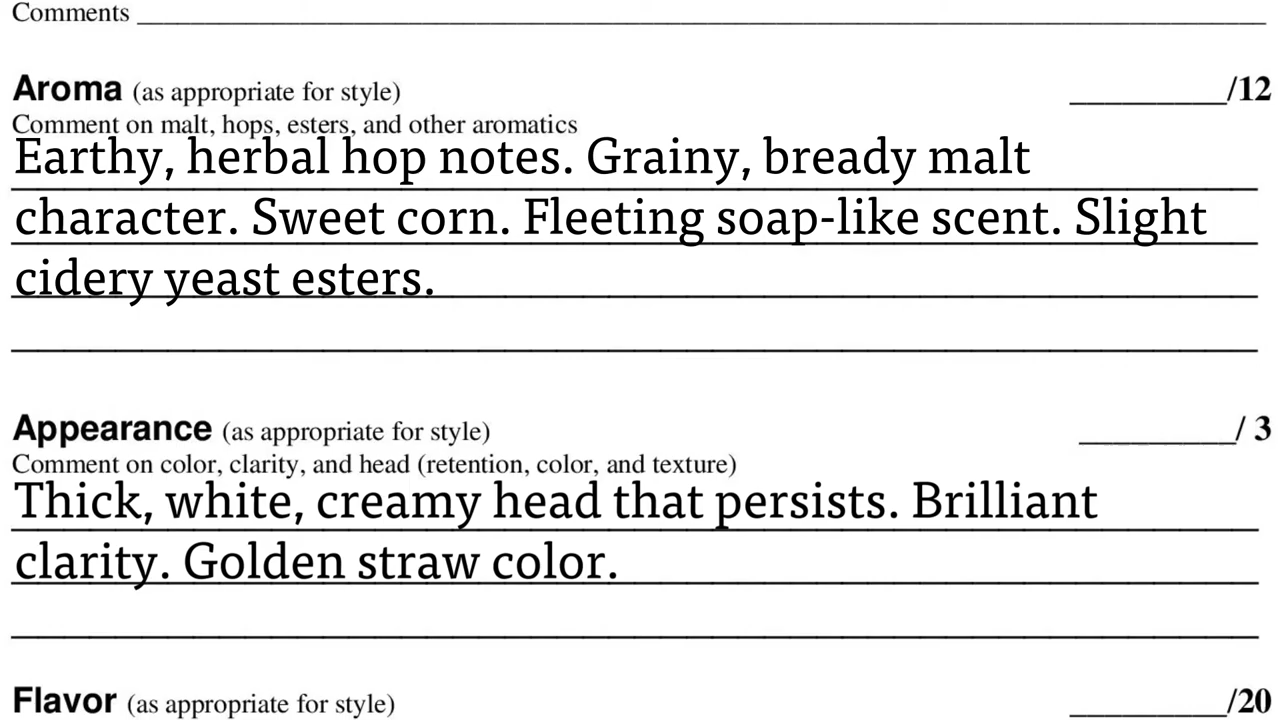 Comments
Aroma (as appropriate for style) /12
Comment on malt, hops, esters, and other aromatics
Earthy, herbal hop notes. Grainy, bready malt
character. Sweet corn. Fleeting soap-like scent. Slight
cidery yeast esters.
Appearance (as appropriate for style) / 3
Comment on color, clarity, and head (retention, color, and texture)
Thick, white, creamy head that persists. Brilliant
clarity. Golden straw color.
Flavor (as appropriate for style) /20